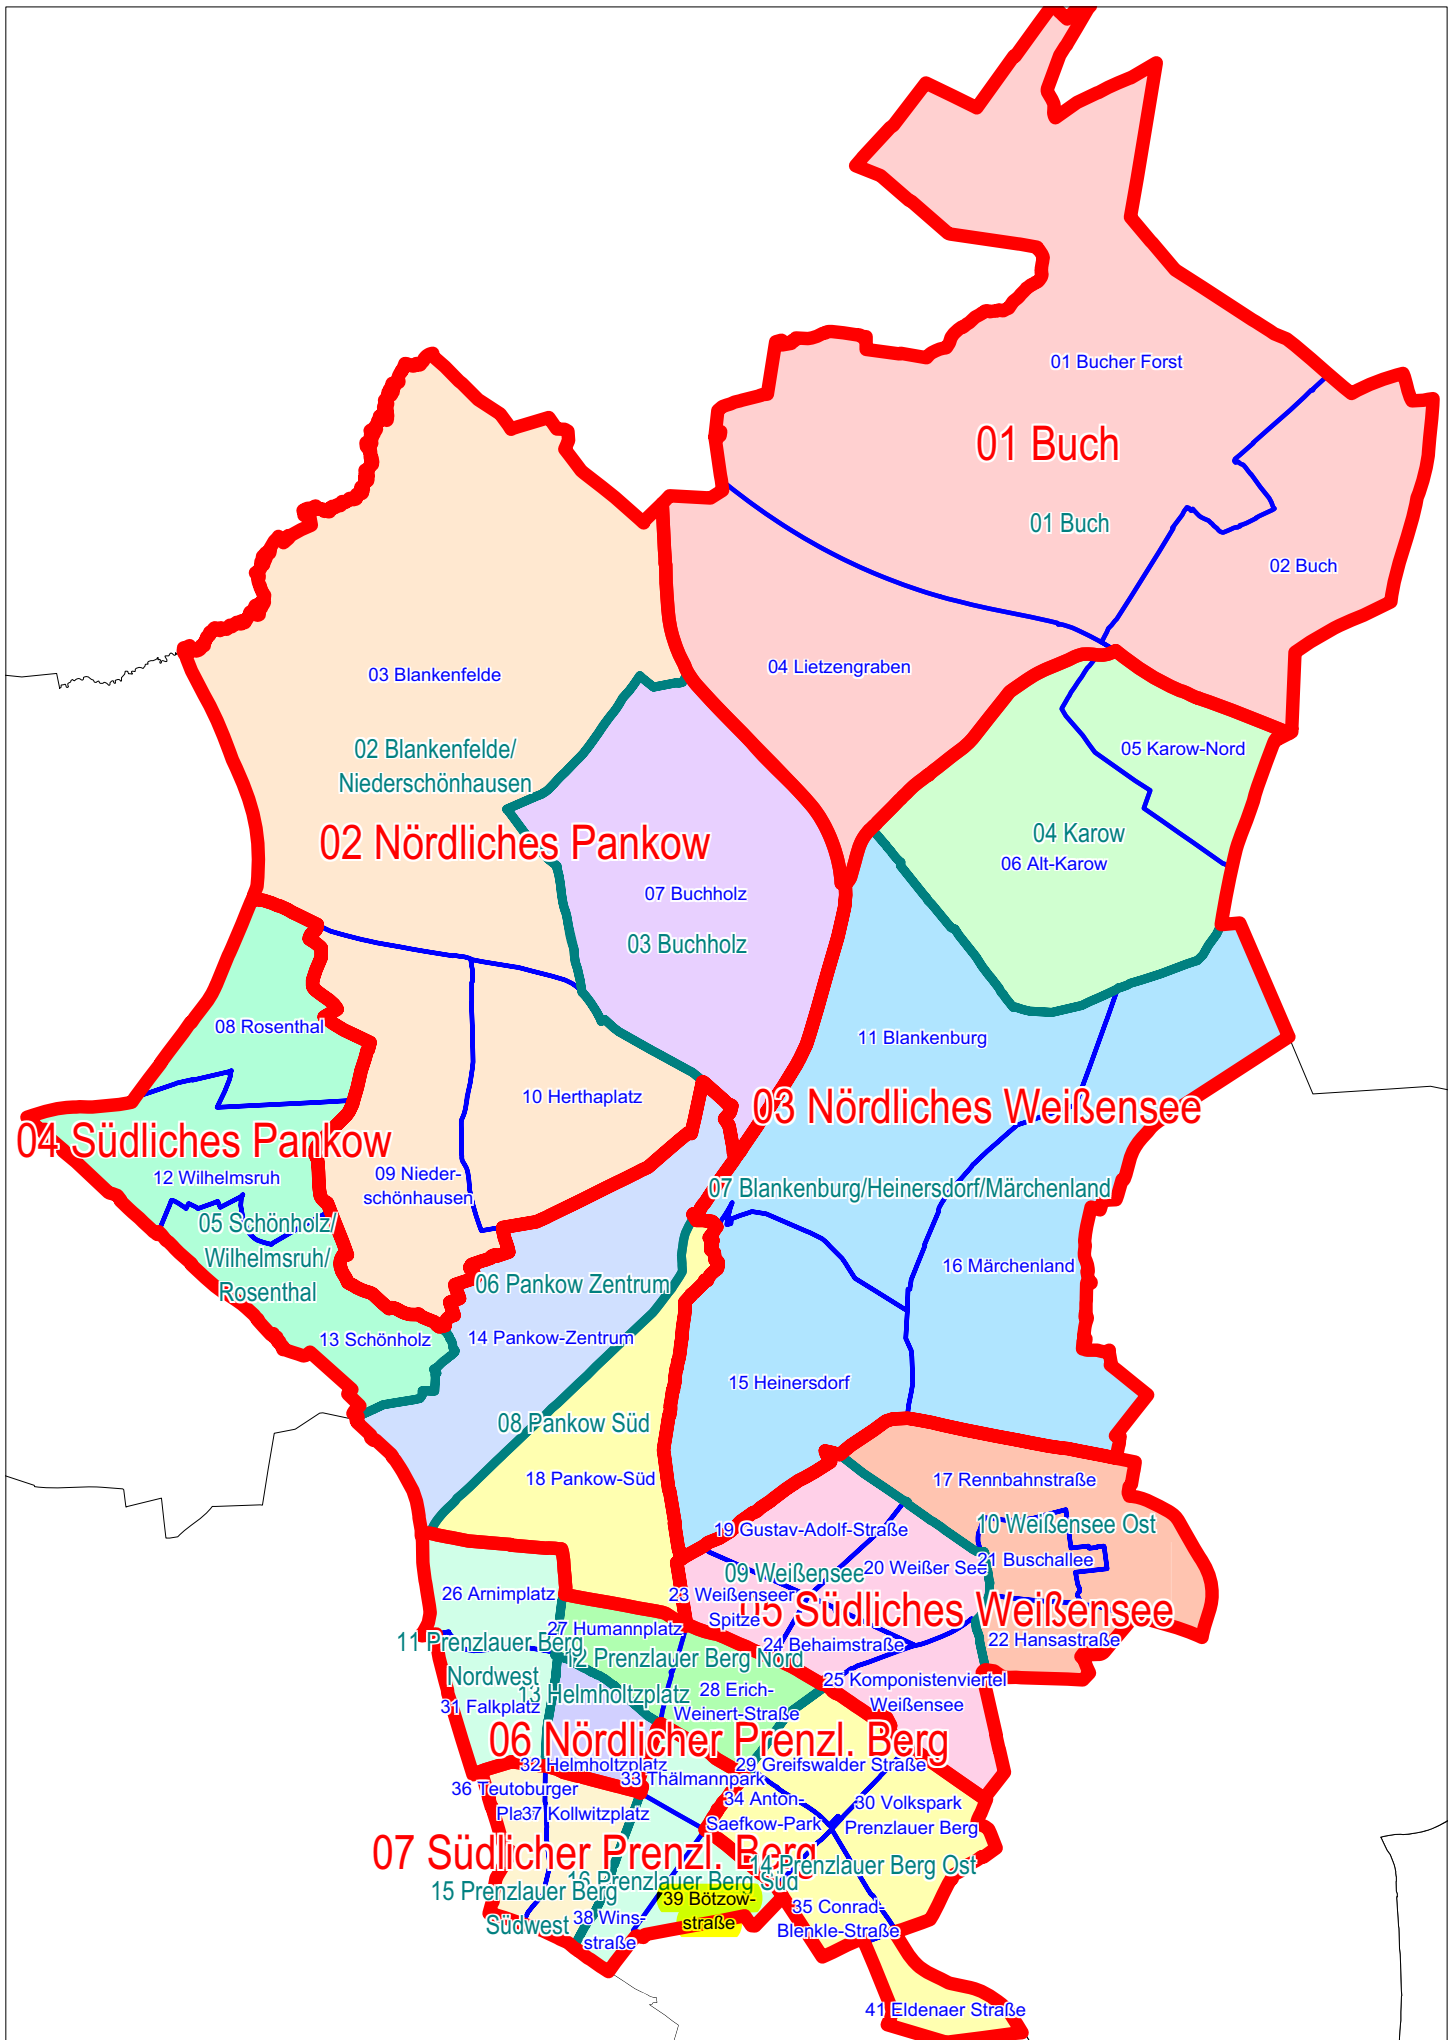 01 Bucher Forst
01 Buch
01 Buch
02 Buch
04 Lietzengraben
03 Blankenfelde
02 Blankenfelde/
Niederschönhausen
05 Karow-Nord
02 Nördliches Pankow
04 Karow
06 Alt-Karow
07 Buchholz
03 Buchholz
08 Rosenthal
11 Blankenburg
10 Herthaplatz
03 Nördliches Weißensee
04 Südliches Pankow
12 Wilhelmsruh
09 Nieder-
schönhausen
07 Blankenburg/Heinersdorf/Märchenland
05 Schönholz/
Wilhelmsruh/
Rosenthal
16 Märchenland
06 Pankow Zentrum
13 Schönholz
14 Pankow-Zentrum
15 Heinersdorf
08 Pankow Süd
18 Pankow-Süd
17 Rennbahnstraße
19 Gustav-Adolf-Straße
10 Weißensee Ost
21 Buschallee
09 Weißensee
20 Weißer See
26 Arnimplatz
23 Weißenseer
Spitze
05 Südliches Weißensee
27 Humannplatz
24 Behaimstraße
22 Hansastraße
11 Prenzlauer Berg
Nordwest
12 Prenzlauer Berg Nord
25 Komponistenviertel
Weißensee
13 Helmholtzplatz
28 Erich-
Weinert-Straße
31 Falkplatz
06 Nördlicher Prenzl. Berg
32 Helmholtzplatz
29 Greifswalder Straße
33 Thälmannpark
36 Teutoburger
Pla
37 Kollwitzplatz
34 Anton-
Saefkow-Park
30 Volkspark
Prenzlauer Berg
07 Südlicher Prenzl. Berg
14 Prenzlauer Berg Ost
16 Prenzlauer Berg Süd
15 Prenzlauer Berg
Südwest
39 Bötzow-
straße
38 Wins-
straße
35 Conrad-
Blenkle-Straße
41 Eldenaer Straße